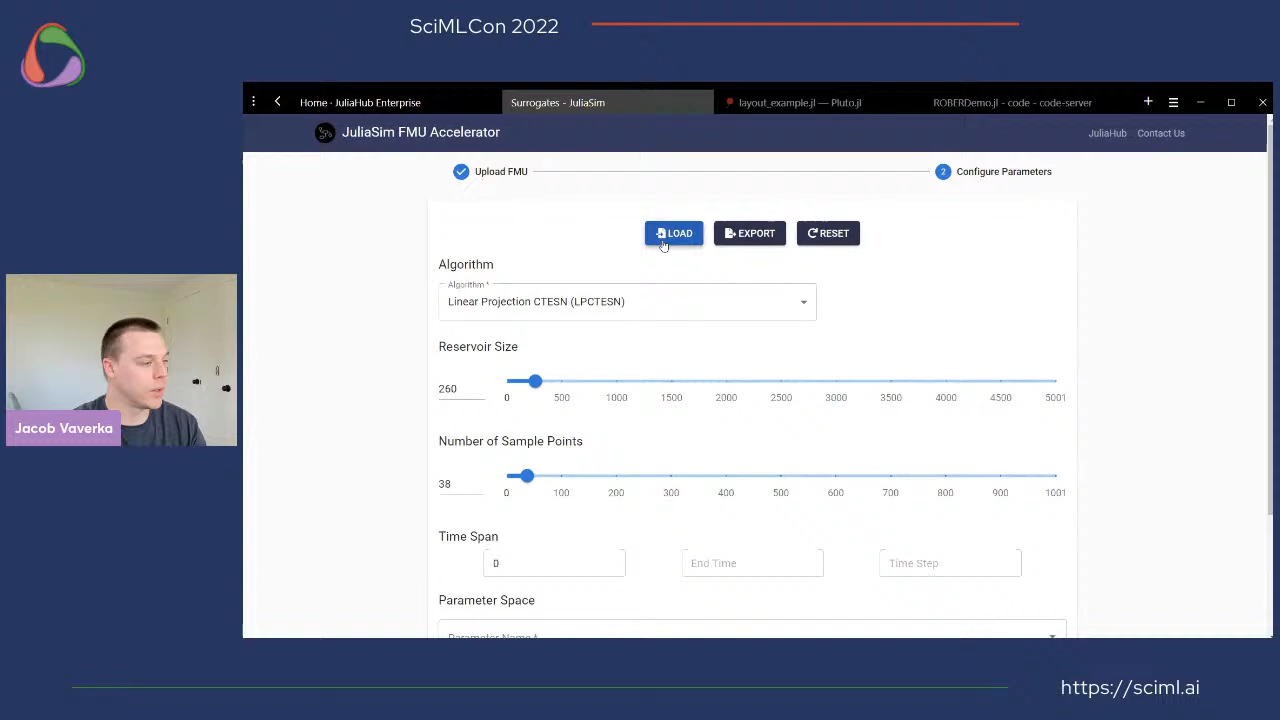 SciMLCon 2022
Home · JuliaHub Enterprise
Surrogates - JuliaSim
layout_example.jl — Pluto.jl
ROBERDemo.jl - code - code-server
JuliaSim FMU Accelerator
JuliaHub
Contact Us
Upload FMU
2
Configure Parameters
LOAD
EXPORT
RESET
Algorithm
Algorithm *
Linear Projection CTESN (LPCTESN)
Reservoir Size
260
0 500 1000 1500 2000 2500 3000 3500 4000 4500 5001
Number of Sample Points
38
0 100 200 300 400 500 600 700 800 900 1001
Time Span
0
End Time
Time Step
Parameter Space
Parameter Name *
Jacob Vaverka
https://sciml.ai